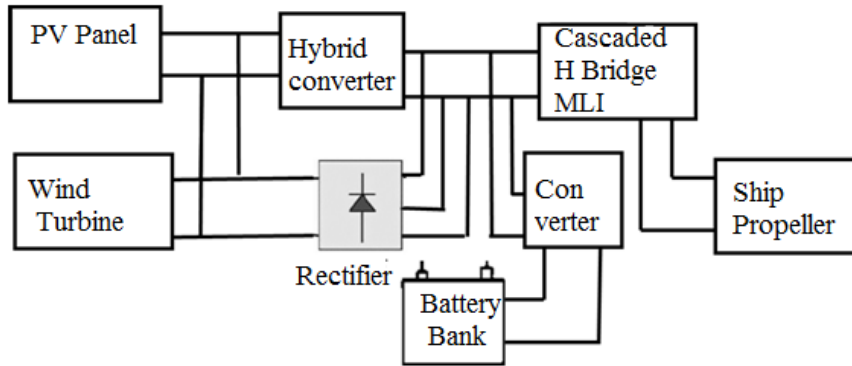 PV Panel
Hybrid
converter
Cascaded
H Bridge
MLI
Wind
Turbine
Rectifier
Con
verter
Ship
Propeller
Battery
Bank